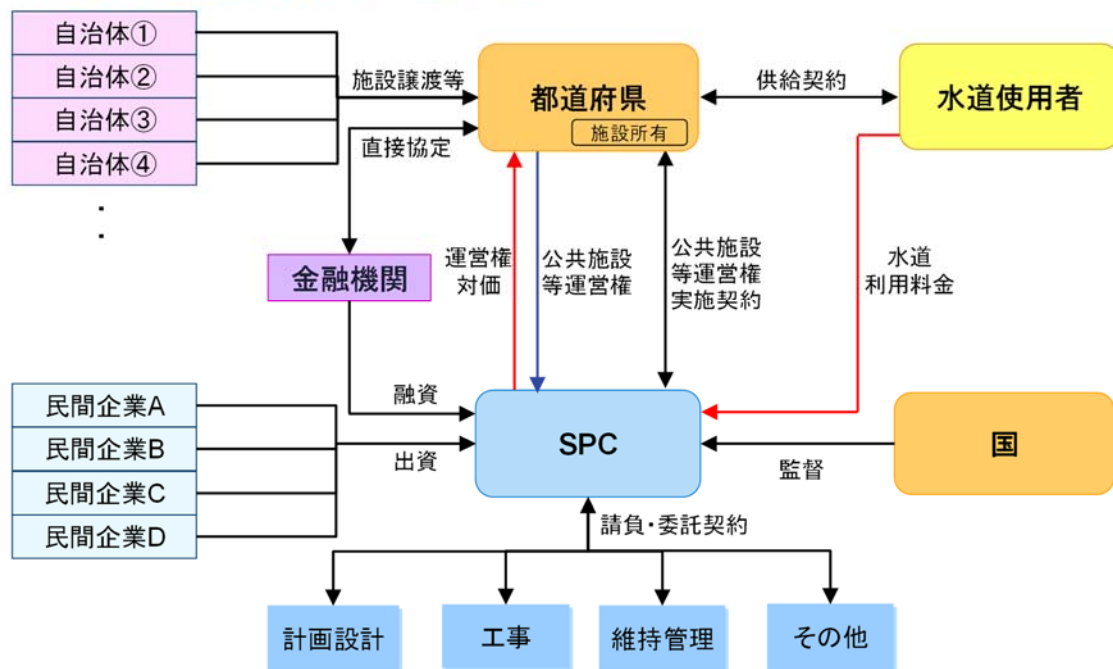 自治体①
自治体②
自治体③
自治体④
・
・
施設譲渡等
直接協定
都道府県
施設所有
供給契約
水道使用者
金融機関
運営権
対価
公共施設
等運営権
公共施設
等運営権
実施契約
水道
利用料金
民間企業A
民間企業B
民間企業C
民間企業D
融資
出資
SPC
監督
国
請負・委託契約
計画設計
工事
維持管理
その他